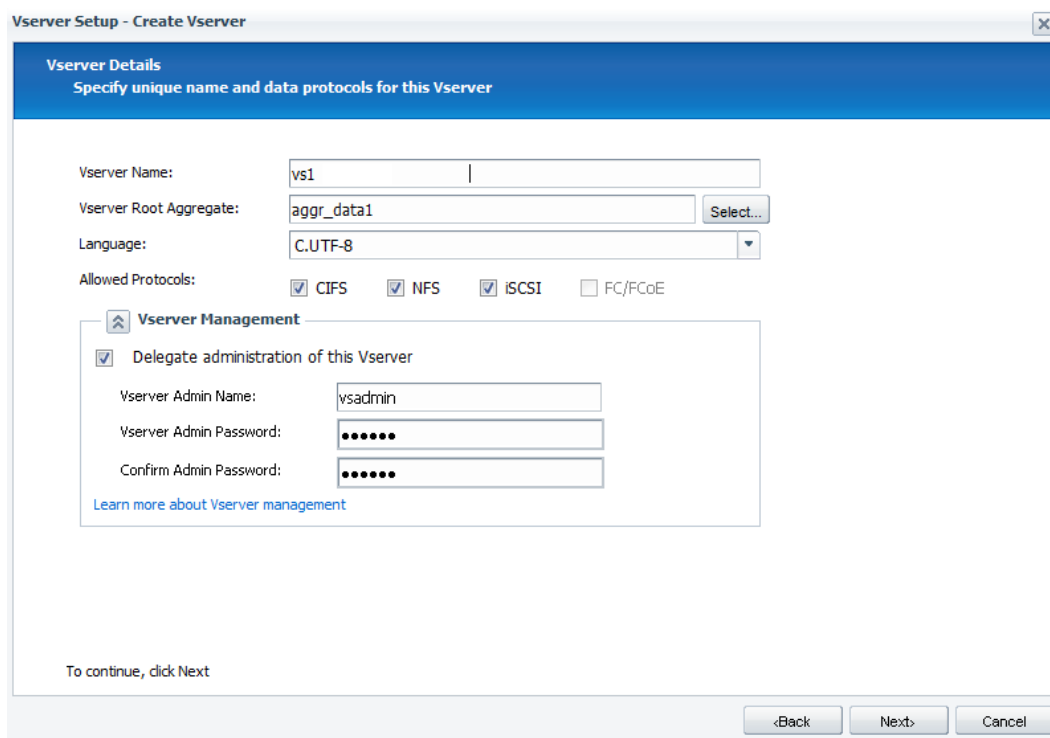 Vserver Setup - Create Vserver
Vserver Details
Specify unique name and data protocols for this Vserver
Vserver Name: vs1
Vserver Root Aggregate: aggr_data1 Select...
Language: C.UTF-8
Allowed Protocols: CIFS NFS iSCSI FC/FCoE
Vserver Management
Delegate administration of this Vserver
Vserver Admin Name: vsadmin
Vserver Admin Password: ••••••
Confirm Admin Password: ••••••
Learn more about Vserver management
To continue, click Next
‹Back Next› Cancel